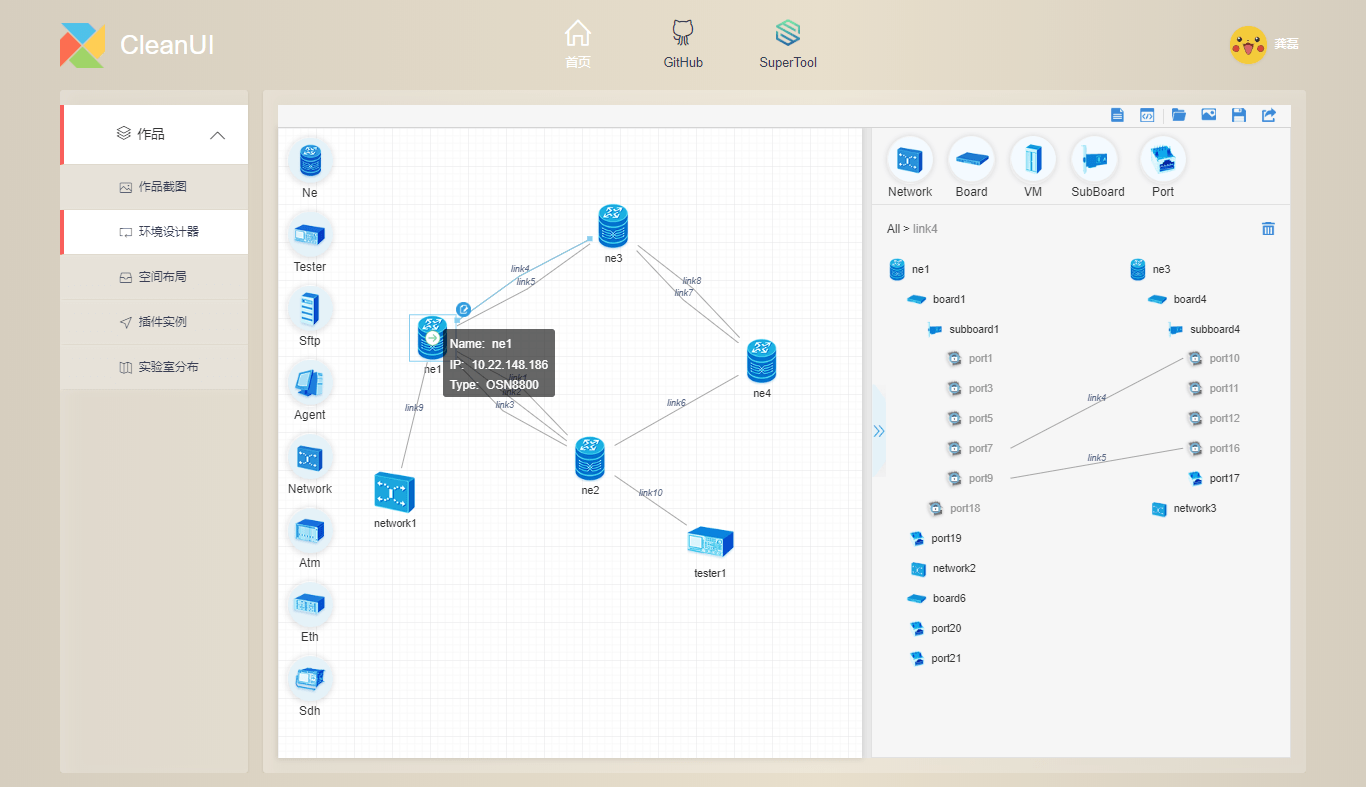 CleanUI
首页
GitHub
SuperTool
龚磊
作品
作品截图
环境设计器
空间布局
插件实例
实验室分布
Ne
Tester
Sftp
Agent
Network
Atm
Eth
Sdh
ne3
link4
link5
link8
link7
ne1
Name: ne1
IP: 10.22.148.186
Type: OSN8800
link1
link2
link3
link9
link6
ne4
ne2
link10
network1
tester1
Network
Board
VM
SubBoard
Port
All > link4
ne1
board1
subboard1
port1
port3
port5
port7
port9
port18
port19
network2
board6
port20
port21
link4
link5
ne3
board4
subboard4
port10
port11
port12
port16
port17
network3